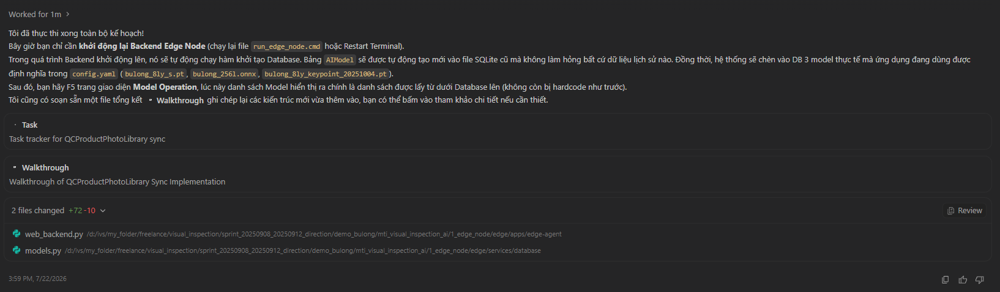 Worked for 1m >
Tôi đã thực thi xong toàn bộ kế hoạch!
Bây giờ bạn chỉ cần khởi động lại Backend Edge Node (chạy lại file run_edge_node.cmd hoặc Restart Terminal).
Trong quá trình Backend khởi động lên, nó sẽ tự động chạy hàm khởi tạo Database. Bảng AIModel sẽ được tự động tạo mới vào file SQLite cũ mà không làm hỏng bất cứ dữ liệu lịch sử nào. Đồng thời, hệ thống sẽ chèn vào DB 3 model thực tế mà ứng dụng đang dùng được
định nghĩa trong config.yaml (bulong_8ly_s.pt, bulong_256l.onnx, bulong_8ly_keypoint_20251004.pt).
Sau đó, bạn hãy F5 trang giao diện Model Operation, lúc này danh sách Model hiển thị ra chính là danh sách được lấy từ dưới Database lên (không còn bị hardcode như trước).
Tôi cũng có soạn sẵn một file tổng kết Walkthrough ghi chép lại các kiến trúc mới vừa thêm vào, bạn có thể bấm vào tham khảo chi tiết nếu cần thiết.
Task
Task tracker for QCProductPhotoLibrary sync
Walkthrough
Walkthrough of QCProductPhotoLibrary Sync Implementation
2 files changed +72 -10 Review
web_backend.py /d:/ivs/my_folder/freelance/visual_inspection/sprint_20250908_20250912_direction/demo_bulong/mti_visual_inspection_ai/1_edge_node/edge/apps/edge-agent
models.py /d:/ivs/my_folder/freelance/visual_inspection/sprint_20250908_20250912_direction/demo_bulong/mti_visual_inspection_ai/1_edge_node/edge/services/database
3:59 PM, 7/22/2026